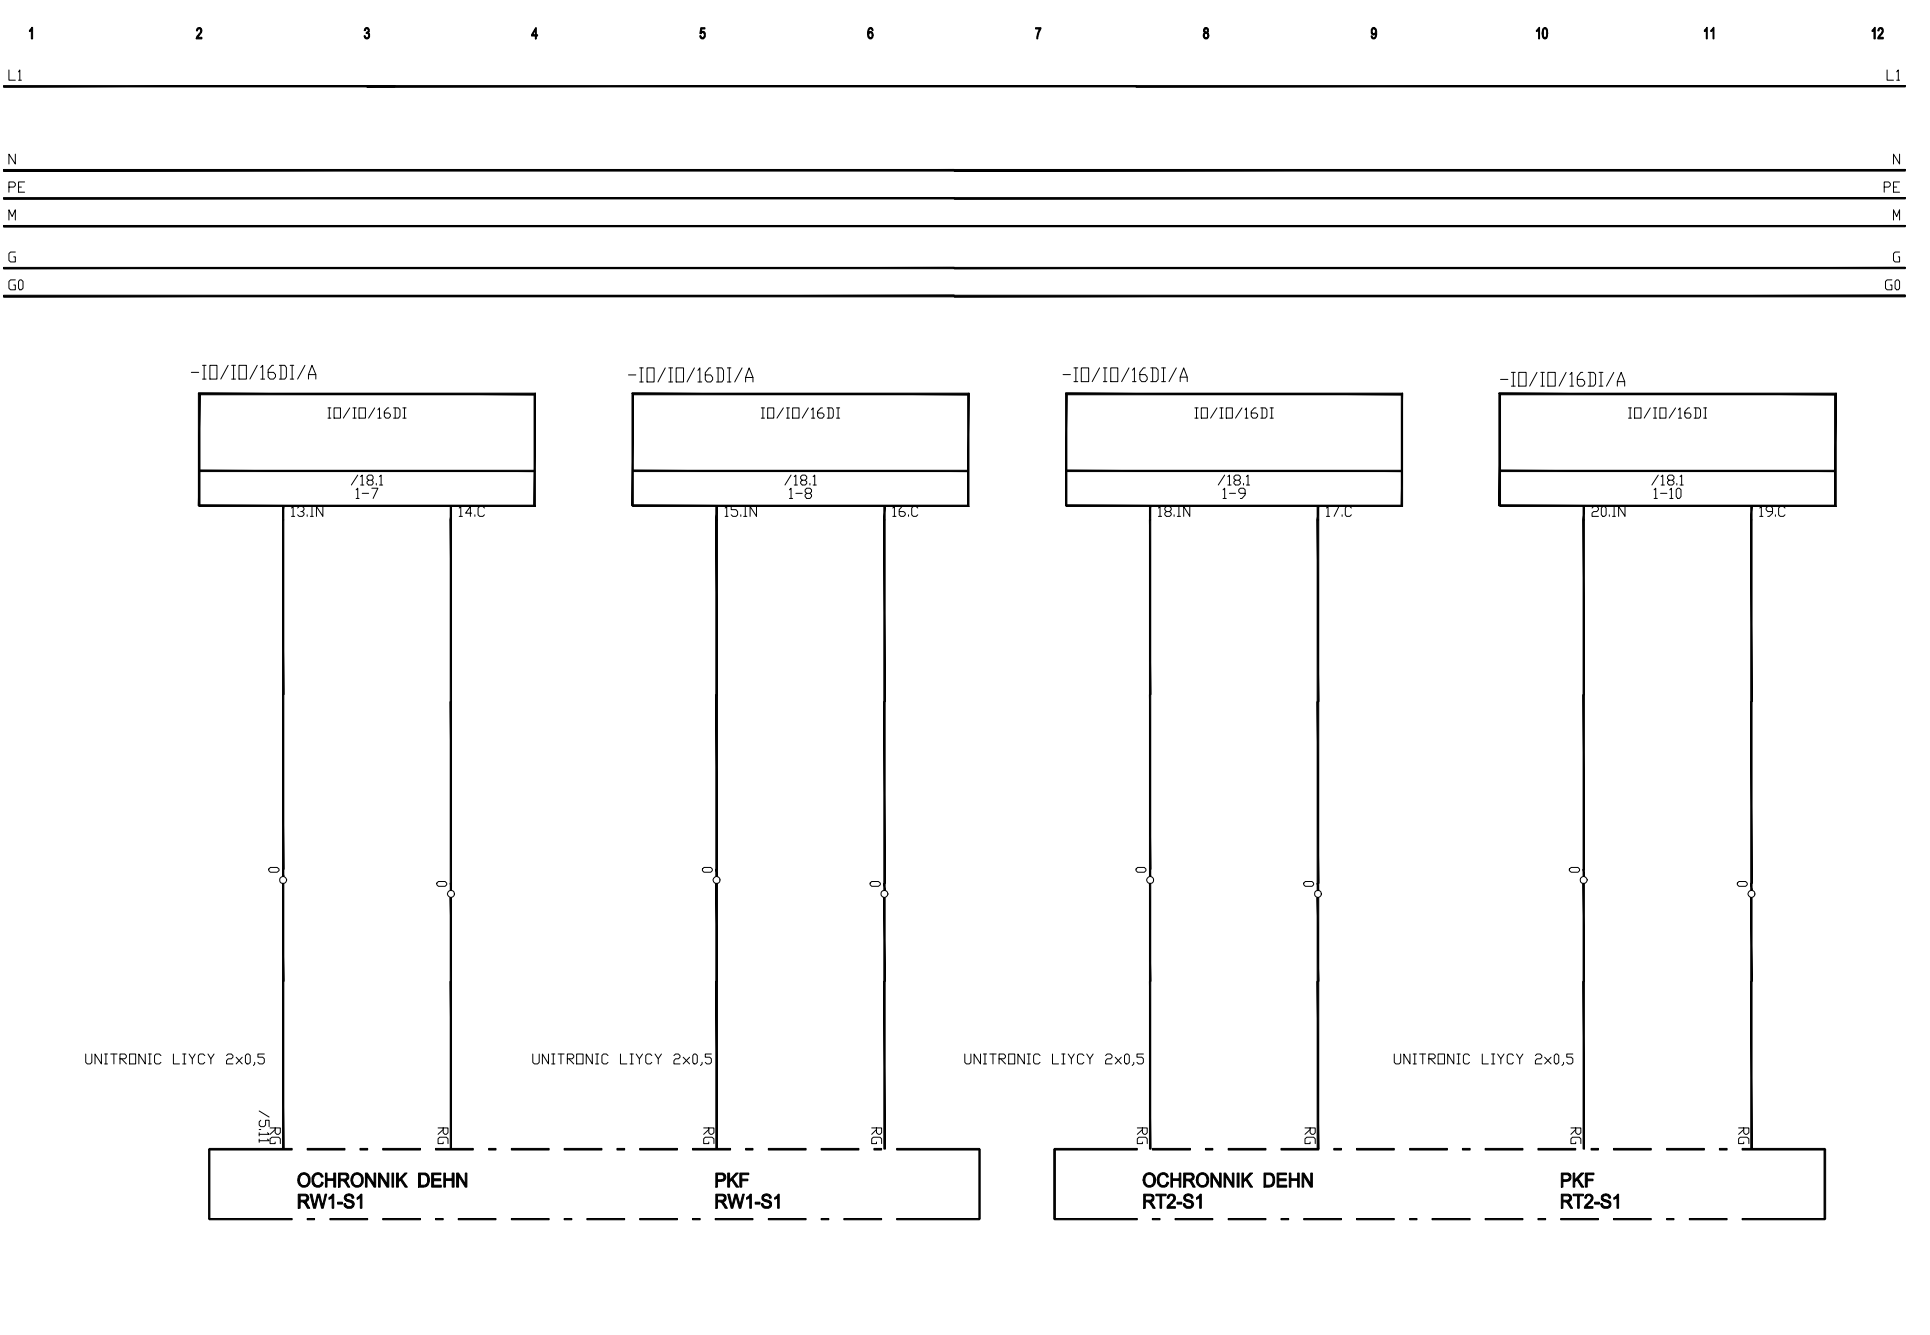 1 2 3 4 5 6 7 8 9 10 11 12
L1 L1
N N
PE PE
M M
G G
G0 G0
-IO/IO/16DI/A -IO/IO/16DI/A -IO/IO/16DI/A -IO/IO/16DI/A
IO/IO/16DI IO/IO/16DI IO/IO/16DI IO/IO/16DI
/18.1 /18.1 /18.1 /18.1
1-7 1-8 1-9 1-10
13.IN 14.C 15.IN 16.C 18.IN 17.C 20.IN 19.C
0 0 0 0 0 0 0 0
UNITRONIC LIYCY 2x0,5 UNITRONIC LIYCY 2x0,5 UNITRONIC LIYCY 2x0,5 UNITRONIC LIYCY 2x0,5
/5.11 RG RG RG RG RG RG RG RG
OCHRONNIK DEHN PKF OCHRONNIK DEHN PKF
RW1-S1 RW1-S1 RT2-S1 RT2-S1